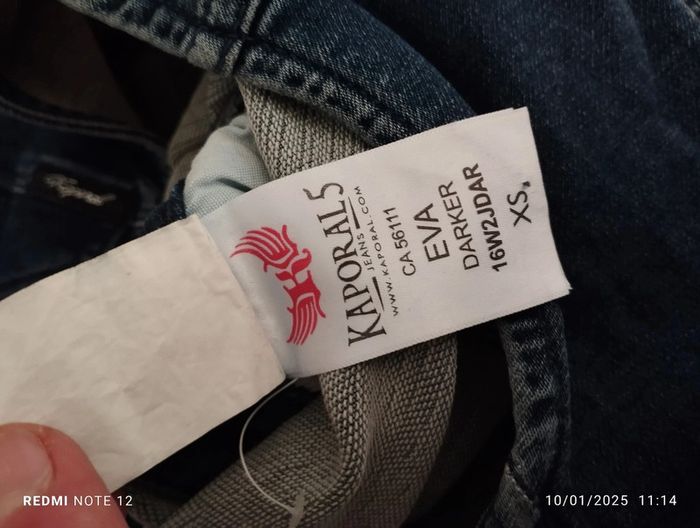 KAPORAL5
JEANS
WWW.KAPORAL.COM
CA 56111
EVA
DARKER
16W2JDAR
XS
Kaporal
REDMI NOTE 12
10/01/2025 11:14